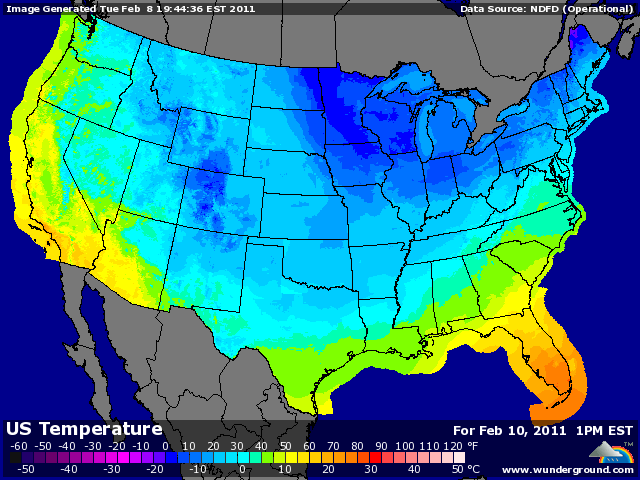 Image Generated Tue Feb 8 19:44:36 EST 2011 Data Source: NDFD (Operational)
US Temperature For Feb 10, 2011 1PM EST
-60 -50 -40 -30 -20 -10 0 10 20 30 40 50 60 70 80 90 100 110 120 °F
-50 -40 -30 -20 -10 0 10 20 30 40 50 °C
TM
www.wunderground.com